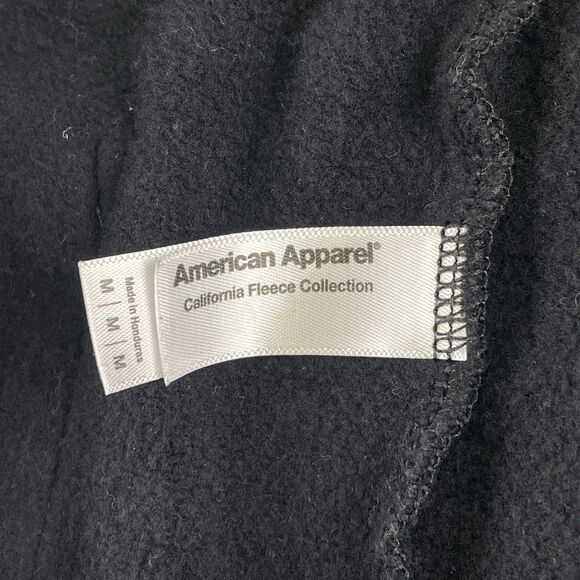 American Apparel®
California Fleece Collection
Made in Honduras
M | M | M